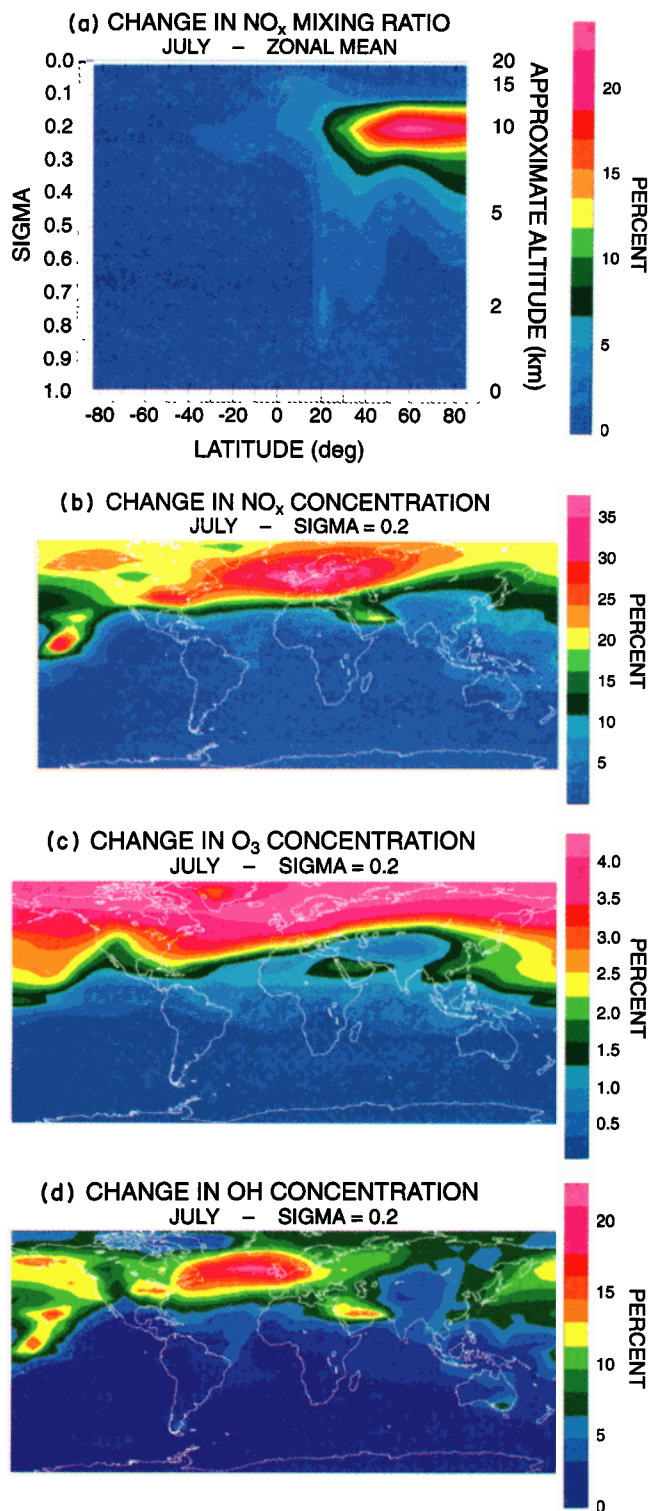 (a) CHANGE IN NOx MIXING RATIO
JULY – ZONAL MEAN
0.0
0.1
0.2
0.3
0.4
0.5
0.6
0.7
0.8
0.9
1.0
SIGMA
20
15
10
5
2
0
APPROXIMATE ALTITUDE (km)
-80 -60 -40 -20 0 20 40 60 80
LATITUDE (deg)
20
15
10
5
0
PERCENT
(b) CHANGE IN NOx CONCENTRATION
JULY – SIGMA = 0.2
35
30
25
20
15
10
5
PERCENT
(c) CHANGE IN O3 CONCENTRATION
JULY – SIGMA = 0.2
4.0
3.5
3.0
2.5
2.0
1.5
1.0
0.5
PERCENT
(d) CHANGE IN OH CONCENTRATION
JULY – SIGMA = 0.2
20
15
10
5
0
PERCENT